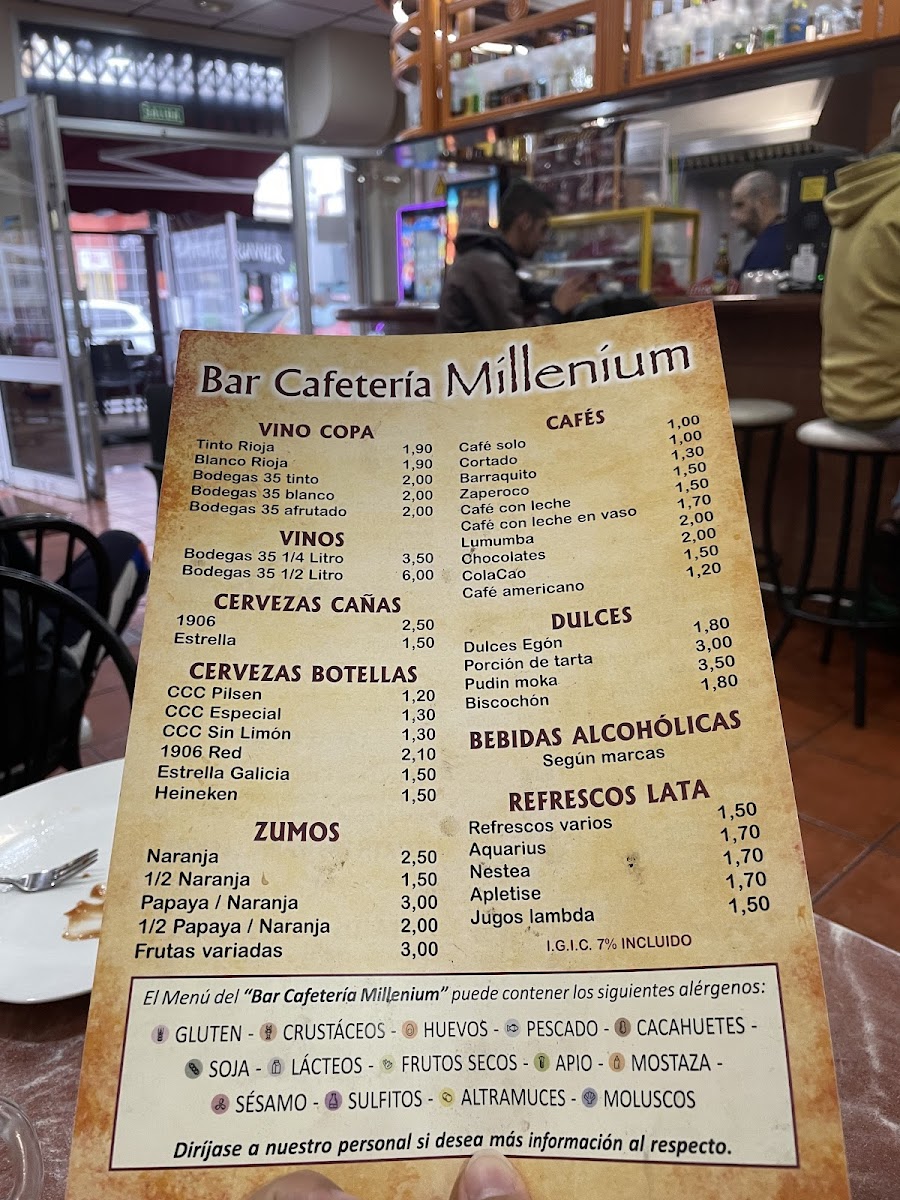 SALIDA
Bar Cafetería Millenium
VINO COPA
Tinto Rioja 1,90
Blanco Rioja 1,90
Bodegas 35 tinto 2,00
Bodegas 35 blanco 2,00
Bodegas 35 afrutado 2,00
VINOS
Bodegas 35 1/4 Litro 3,50
Bodegas 35 1/2 Litro 6,00
CERVEZAS CAÑAS
1906 2,50
Estrella 1,50
CERVEZAS BOTELLAS
CCC Pilsen 1,20
CCC Especial 1,30
CCC Sin Limón 1,30
1906 Red 2,10
Estrella Galicia 1,50
Heineken 1,50
ZUMOS
Naranja 2,50
1/2 Naranja 1,50
Papaya / Naranja 3,00
1/2 Papaya / Naranja 2,00
Frutas variadas 3,00
CAFÉS
Café solo 1,00
Cortado 1,00
Barraquito 1,30
Zaperoco 1,50
Café con leche 1,50
Café con leche en vaso 1,70
Lumumba 2,00
Chocolates 2,00
ColaCao 1,50
Café americano 1,20
DULCES
Dulces Egón 1,80
Porción de tarta 3,00
Pudin moka 3,50
Biscochón 1,80
BEBIDAS ALCOHÓLICAS
Según marcas
REFRESCOS LATA
Refrescos varios 1,50
Aquarius 1,70
Nestea 1,70
Apletise 1,70
Jugos lambda 1,50
I.G.I.C. 7% INCLUIDO
El Menú del "Bar Cafetería Millenium" puede contener los siguientes alérgenos:
GLUTEN - CRUSTÁCEOS - HUEVOS - PESCADO - CACAHUETES -
SOJA - LÁCTEOS - FRUTOS SECOS - APIO - MOSTAZA -
SÉSAMO - SULFITOS - ALTRAMUCES - MOLUSCOS
Diríjase a nuestro personal si desea más información al respecto.